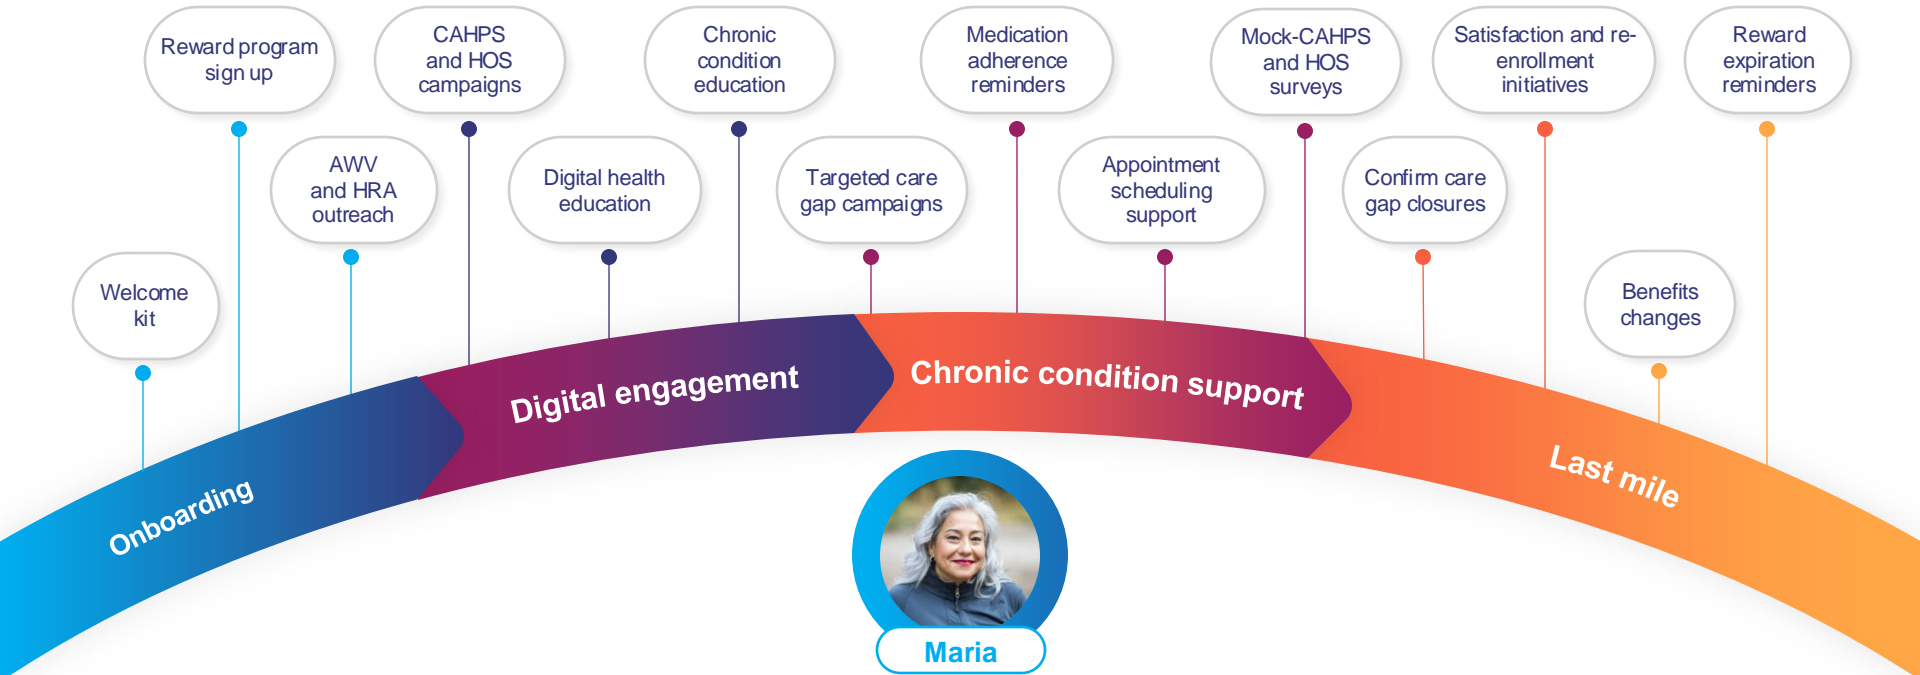 Welcome
kit
Reward program
sign up
AWV
and HRA
outreach
CAHPS
and HOS
campaigns
Digital health
education
Chronic
condition
education
Targeted care
gap campaigns
Medication
adherence
reminders
Appointment
scheduling
support
Mock-CAHPS
and HOS
surveys
Confirm care
gap closures
Satisfaction and re-
enrollment
initiatives
Benefits
changes
Reward
expiration
reminders
Onboarding
Digital engagement
Chronic condition support
Last mile
Maria